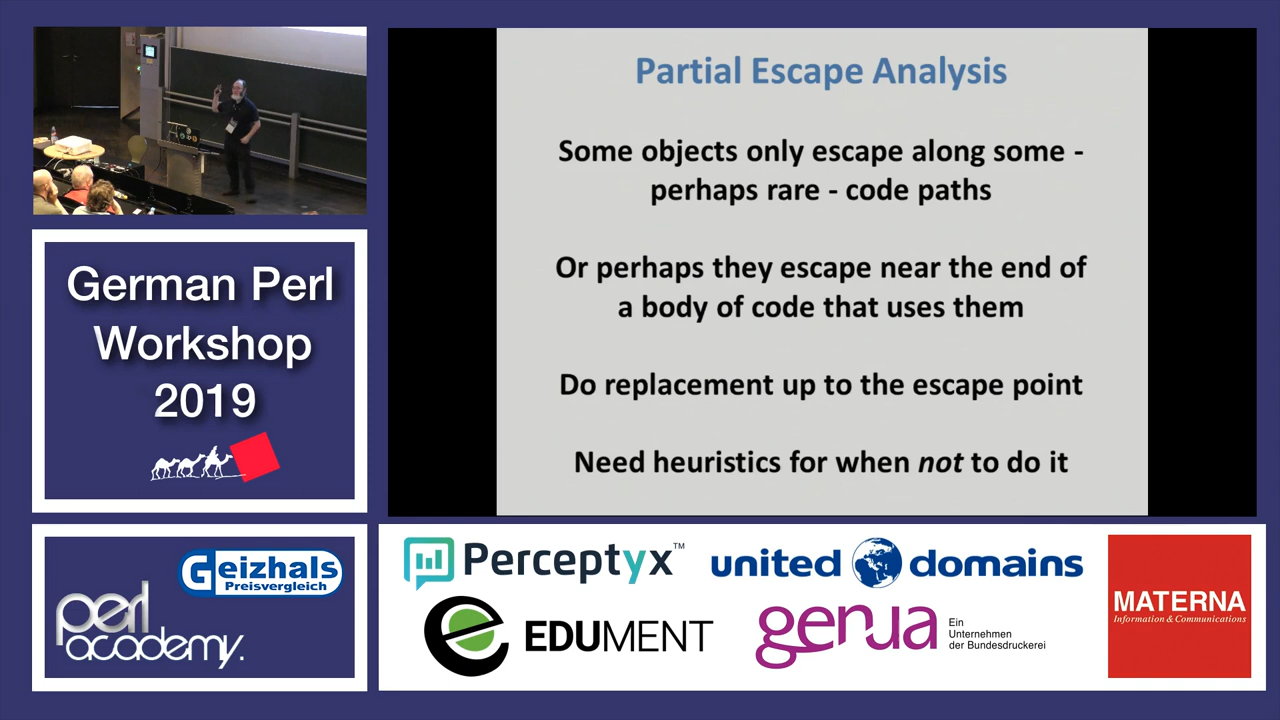 Partial Escape Analysis
Some objects only escape along some -
perhaps rare - code paths
Or perhaps they escape near the end of
a body of code that uses them
Do replacement up to the escape point
Need heuristics for when not to do it
German Perl
Workshop
2019
Geizhals
Preisvergleich
perl
academy.
Perceptyx™
united domains
EDUMENT
genua
Ein
Unternehmen
der Bundesdruckerei
MATERNA
Information & Communications